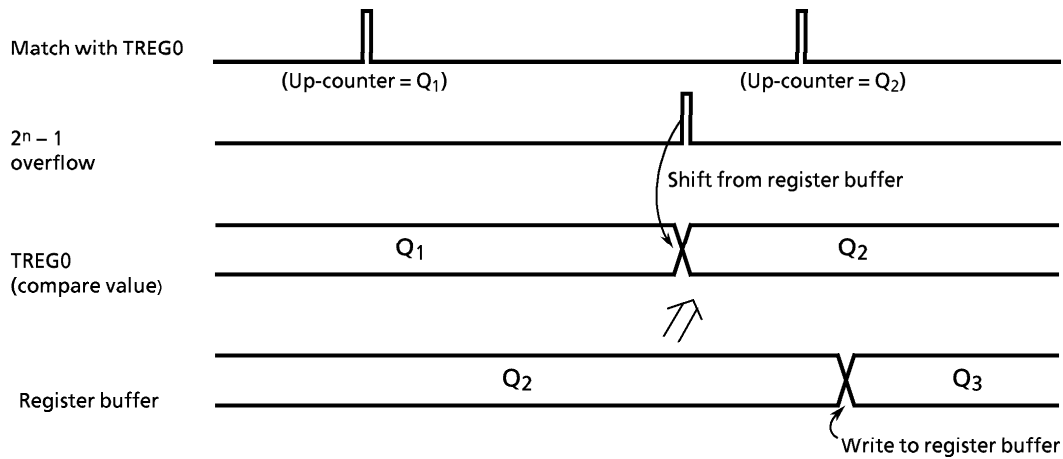 Match with TREG0
(Up-counter = Q1)
(Up-counter = Q2)
2n – 1
overflow
Shift from register buffer
TREG0
(compare value)
Q1
Q2
Register buffer
Q2
Q3
Write to register buffer